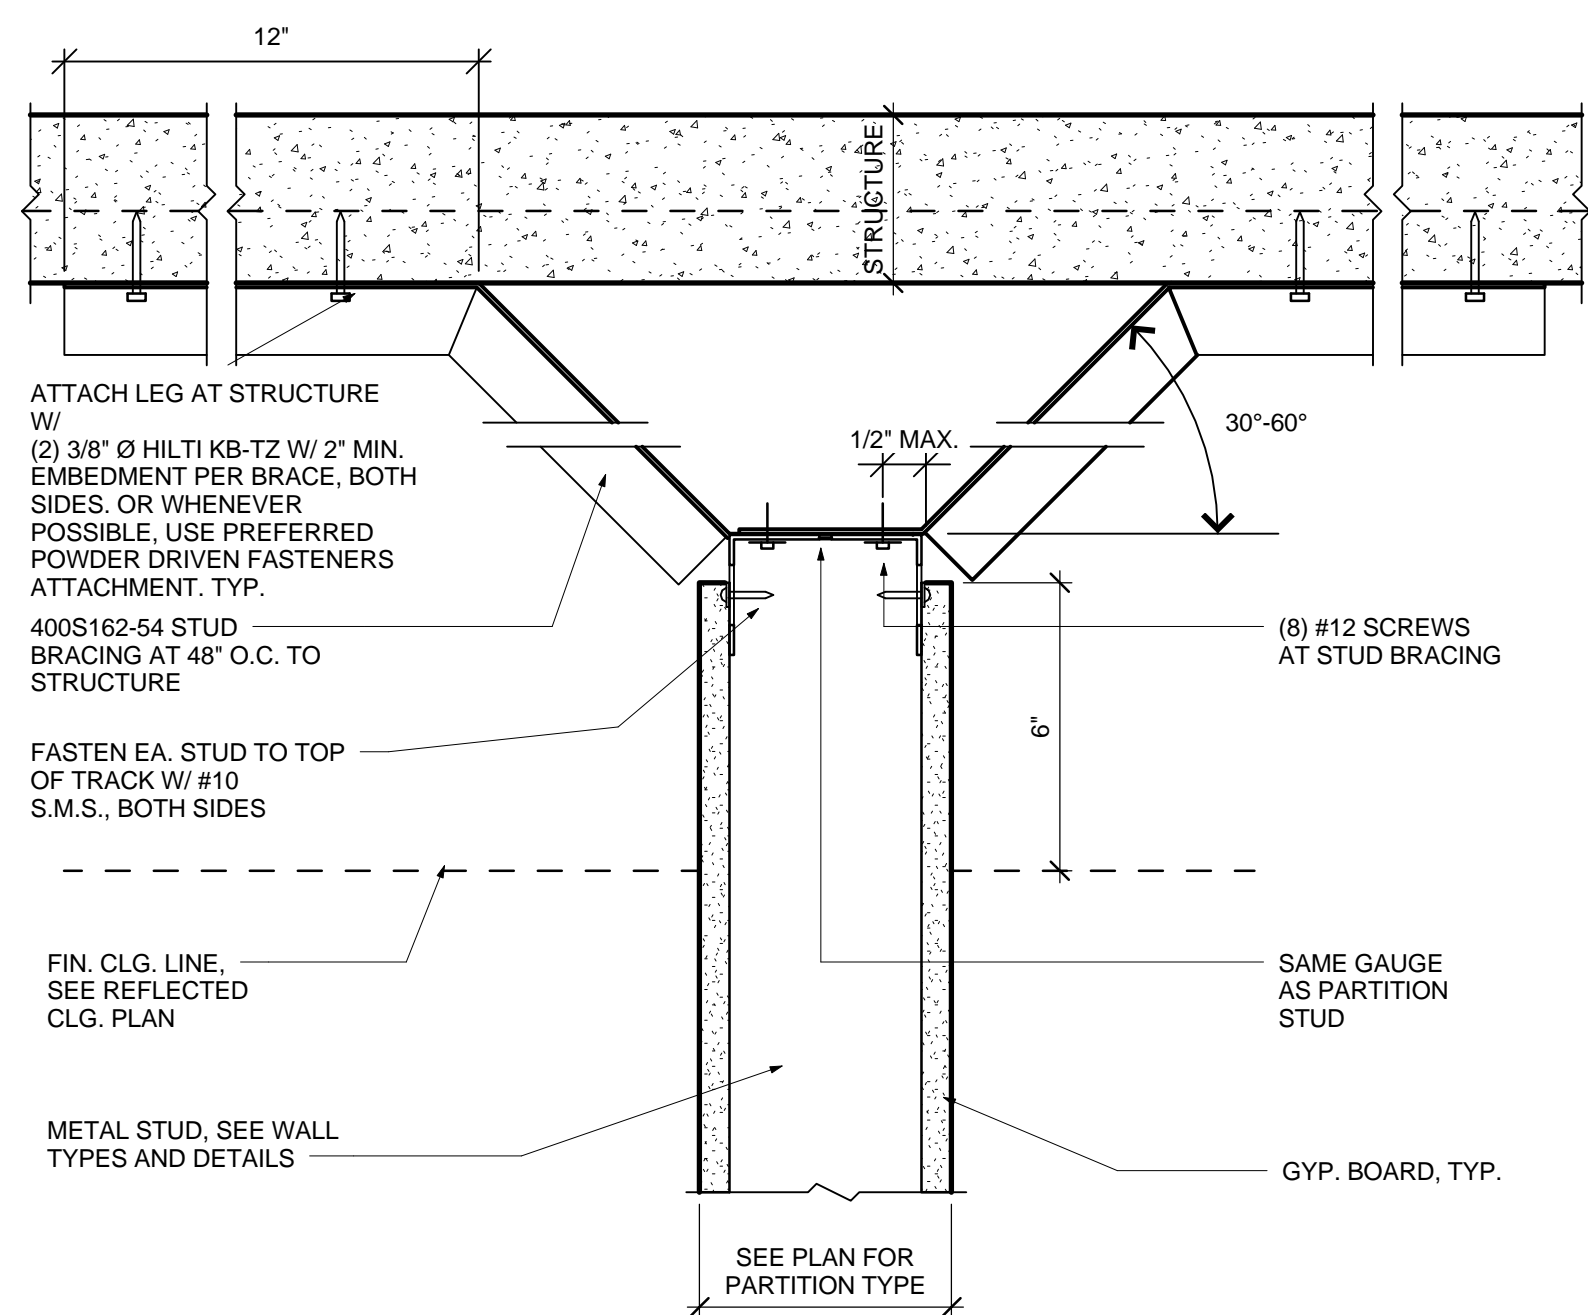 12"
STRUCTURE
ATTACH LEG AT STRUCTURE
W/
(2) 3/8" Ø HILTI KB-TZ W/ 2" MIN.
EMBEDMENT PER BRACE, BOTH
SIDES. OR WHENEVER
POSSIBLE, USE PREFERRED
POWDER DRIVEN FASTENERS
ATTACHMENT. TYP.
1/2" MAX.
30°-60°
400S162-54 STUD
BRACING AT 48" O.C. TO
STRUCTURE
(8) #12 SCREWS
AT STUD BRACING
6"
FASTEN EA. STUD TO TOP
OF TRACK W/ #10
S.M.S., BOTH SIDES
FIN. CLG. LINE,
SEE REFLECTED
CLG. PLAN
SAME GAUGE
AS PARTITION
STUD
METAL STUD, SEE WALL
TYPES AND DETAILS
GYP. BOARD, TYP.
SEE PLAN FOR
PARTITION TYPE